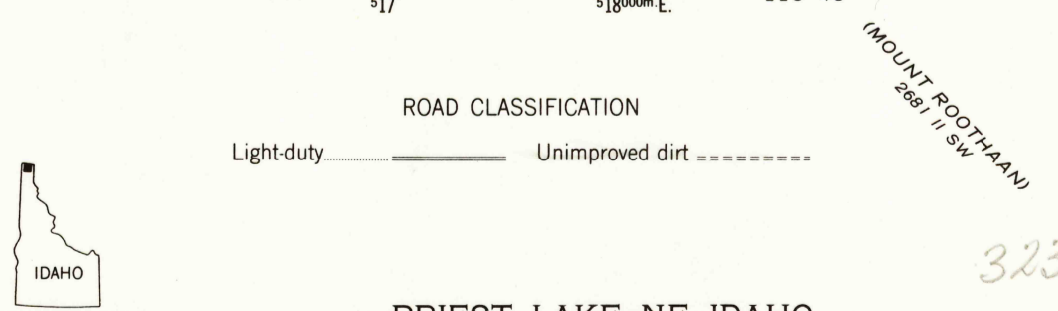 ⁵17 ⁵18⁰⁰⁰ᵐ·E.
(MOUNT ROOTHAAN)
2681 II SW
ROAD CLASSIFICATION
Light-duty Unimproved dirt
IDAHO
323
PRIEST LAKE NE, IDAHO